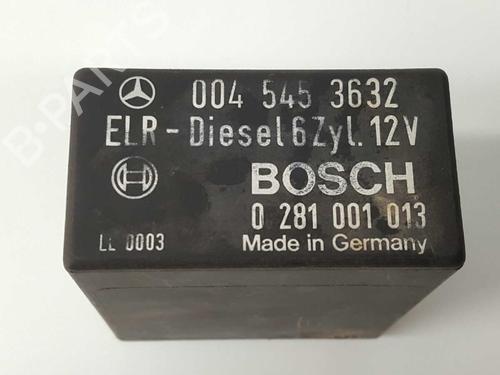 004 545 3632
ELR-Diesel 6Zyl. 12V
BOSCH
0 281 001 013
LL 0003 Made in Germany
B-PARTS